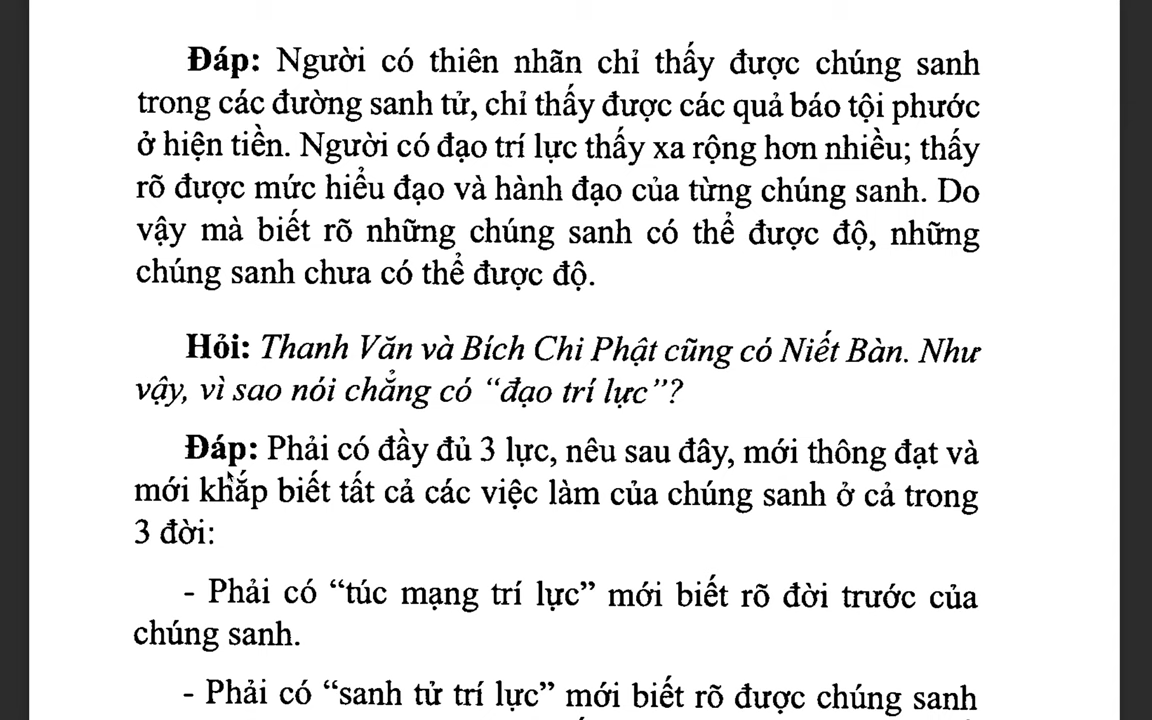 Đáp: Người có thiên nhãn chỉ thấy được chúng sanh
trong các đường sanh tử, chỉ thấy được các quả báo tội phước
ở hiện tiền. Người có đạo trí lực thấy xa rộng hơn nhiều; thấy
rõ được mức hiểu đạo và hành đạo của từng chúng sanh. Do
vậy mà biết rõ những chúng sanh có thể được độ, những
chúng sanh chưa có thể được độ.
Hỏi: Thanh Văn và Bích Chi Phật cũng có Niết Bàn. Như
vậy, vì sao nói chẳng có “đạo trí lực”?
Đáp: Phải có đầy đủ 3 lực, nêu sau đây, mới thông đạt và
mới khắp biết tất cả các việc làm của chúng sanh ở cả trong
3 đời:
- Phải có “túc mạng trí lực” mới biết rõ đời trước của
chúng sanh.
- Phải có “sanh tử trí lực” mới biết rõ được chúng sanh